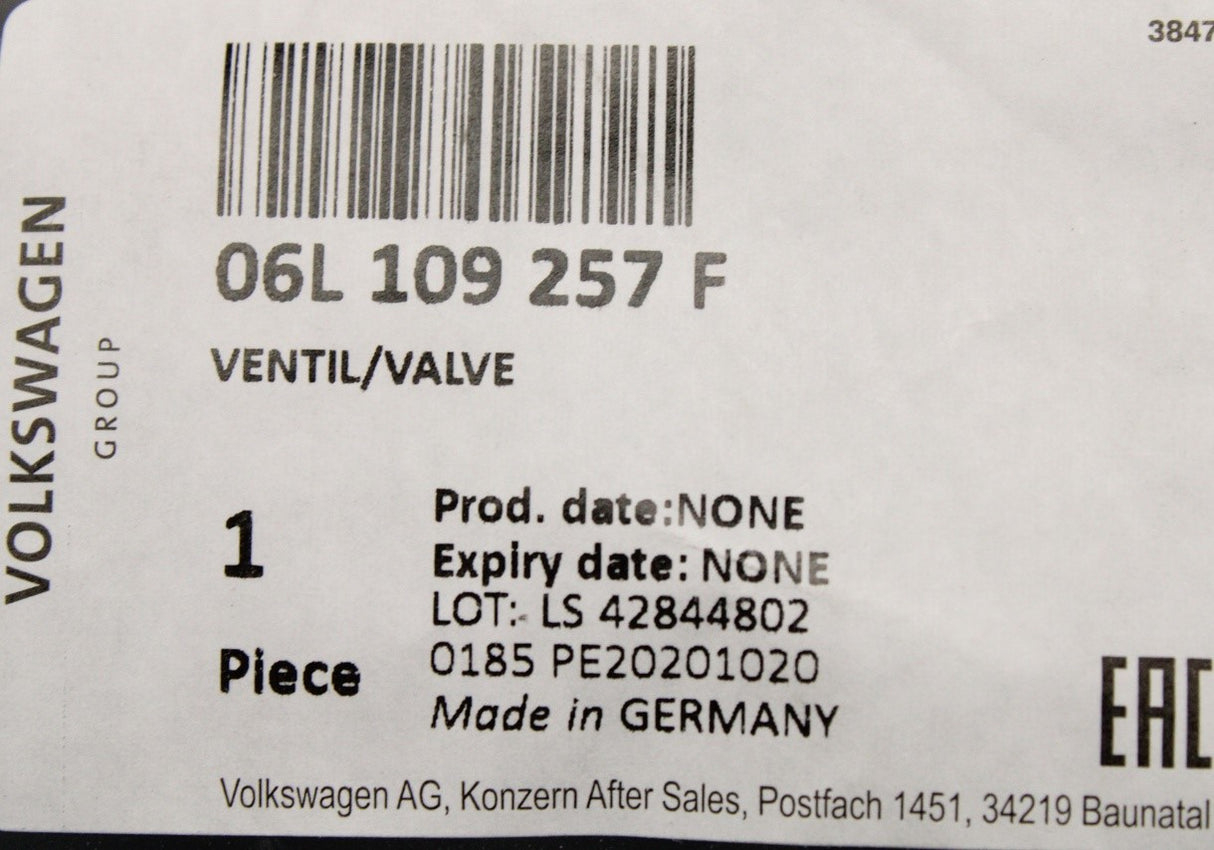 3847
06L 109 257 F
VENTIL/VALVE
VOLKSWAGEN
GROUP
1
Piece
Prod. date:NONE
Expiry date: NONE
LOT: LS 42844802
0185 PE20201020
Made in GERMANY
EAC
Volkswagen AG, Konzern After Sales, Postfach 1451, 34219 Baunatal